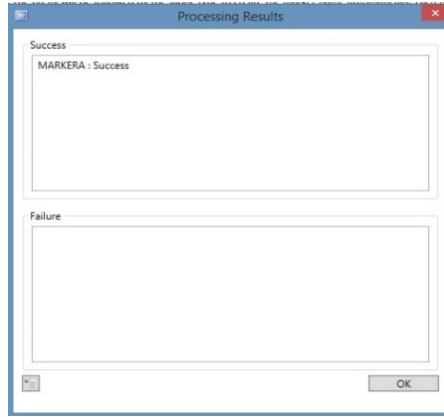 Processing Results
Success
MARKERA : Success
Failure
OK